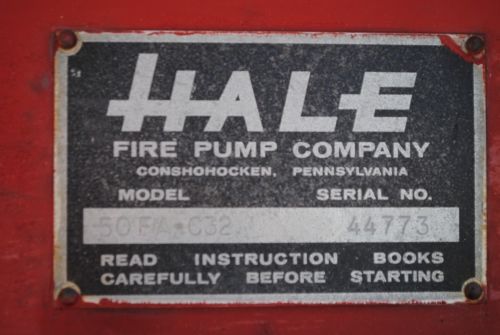 HALE
FIRE PUMP COMPANY
CONSHOHOCKEN, PENNSYLVANIA
MODEL SERIAL NO.
50FA-C32 44773
READ INSTRUCTION BOOKS
CAREFULLY BEFORE STARTING